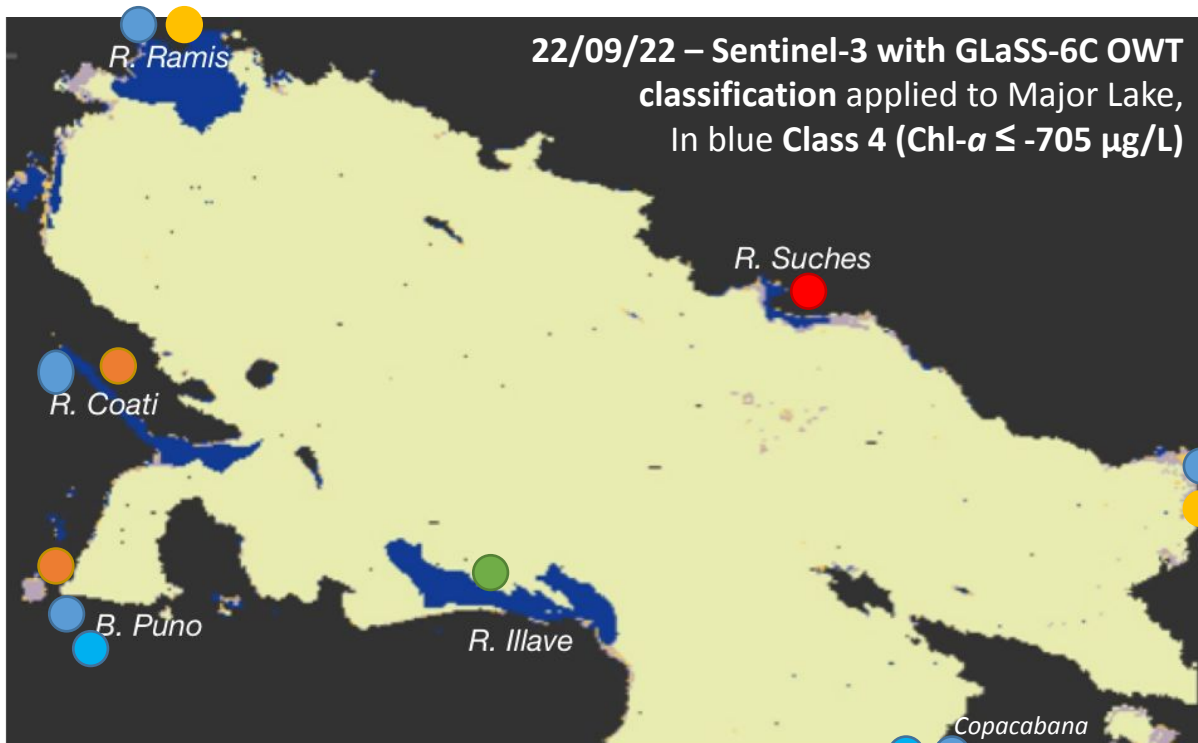 22/09/22 – Sentinel-3 with GLaSS-6C OWT
classification applied to Major Lake,
In blue Class 4 (Chl-a ≤ -705 µg/L)
R. Ramis
R. Suches
R. Coati
B. Puno
R. Illave
Copacabana